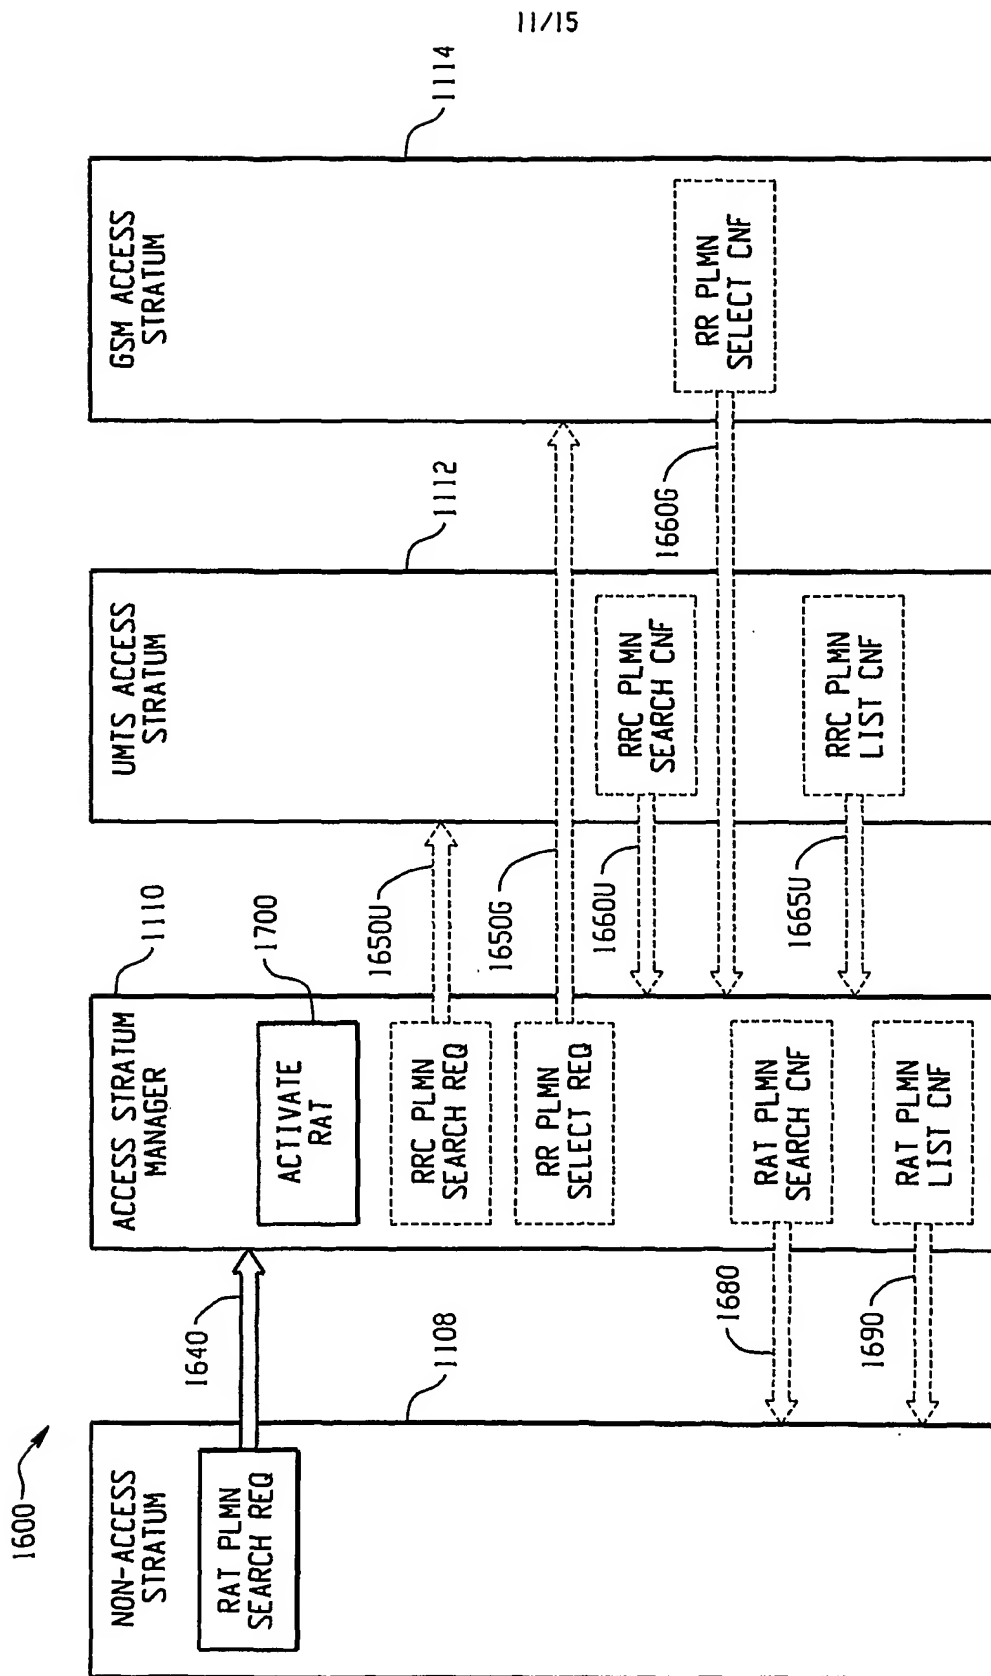 11/15
1600
NON-ACCESS
STRATUM
1108
RAT PLMN
SEARCH REQ
1640
ACCESS STRATUM
MANAGER
1110
ACTIVATE
RAT
1700
RRC PLMN
SEARCH REQ
1650U
RR PLMN
SELECT REQ
1650G
RAT PLMN
SEARCH CNF
1680
RAT PLMN
LIST CNF
1690
UMTS ACCESS
STRATUM
1112
RRC PLMN
SEARCH CNF
1660U
RRC PLMN
LIST CNF
1665U
GSM ACCESS
STRATUM
1114
RR PLMN
SELECT CNF
1660G